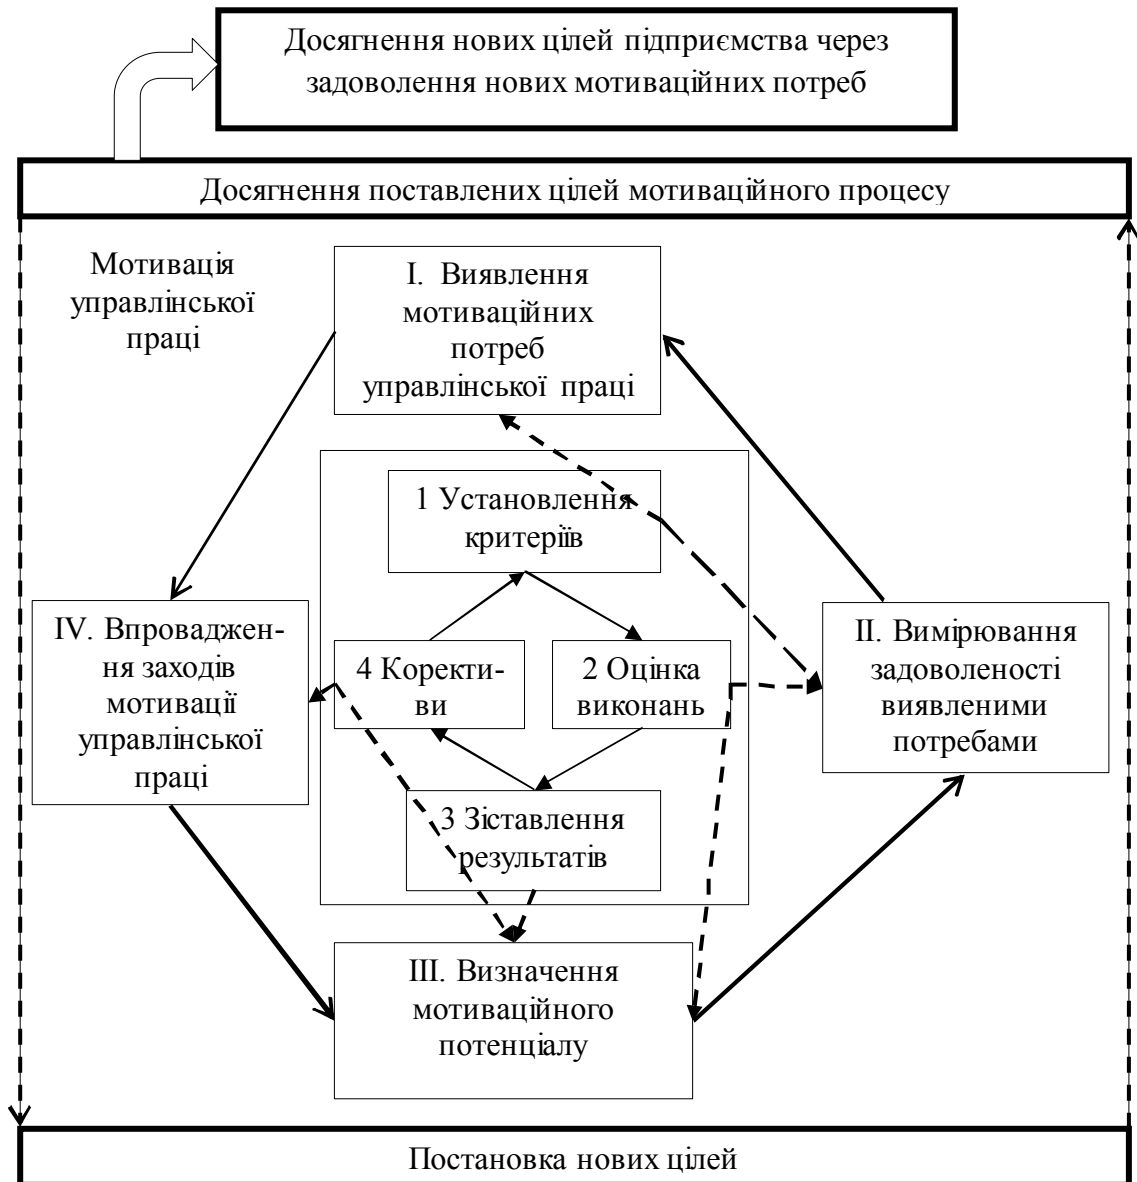 Досягнення нових цілей підприємства через
задоволення нових мотиваційних потреб
Досягнення поставлених цілей мотиваційного процесу
Мотивація
управлінської
праці
I. Виявлення
мотиваційних
потреб
управлінської праці
1 Установлення
критеріїв
IV. Впроваджен-
ня заходів
мотивації
управлінської
праці
4 Коректи-
ви
2 Оцінка
виконань
II. Вимірювання
задоволеності
виявленими
потребами
3 Зіставлення
результатів
III. Визначення
мотиваційного
потенціалу
Постановка нових цілей